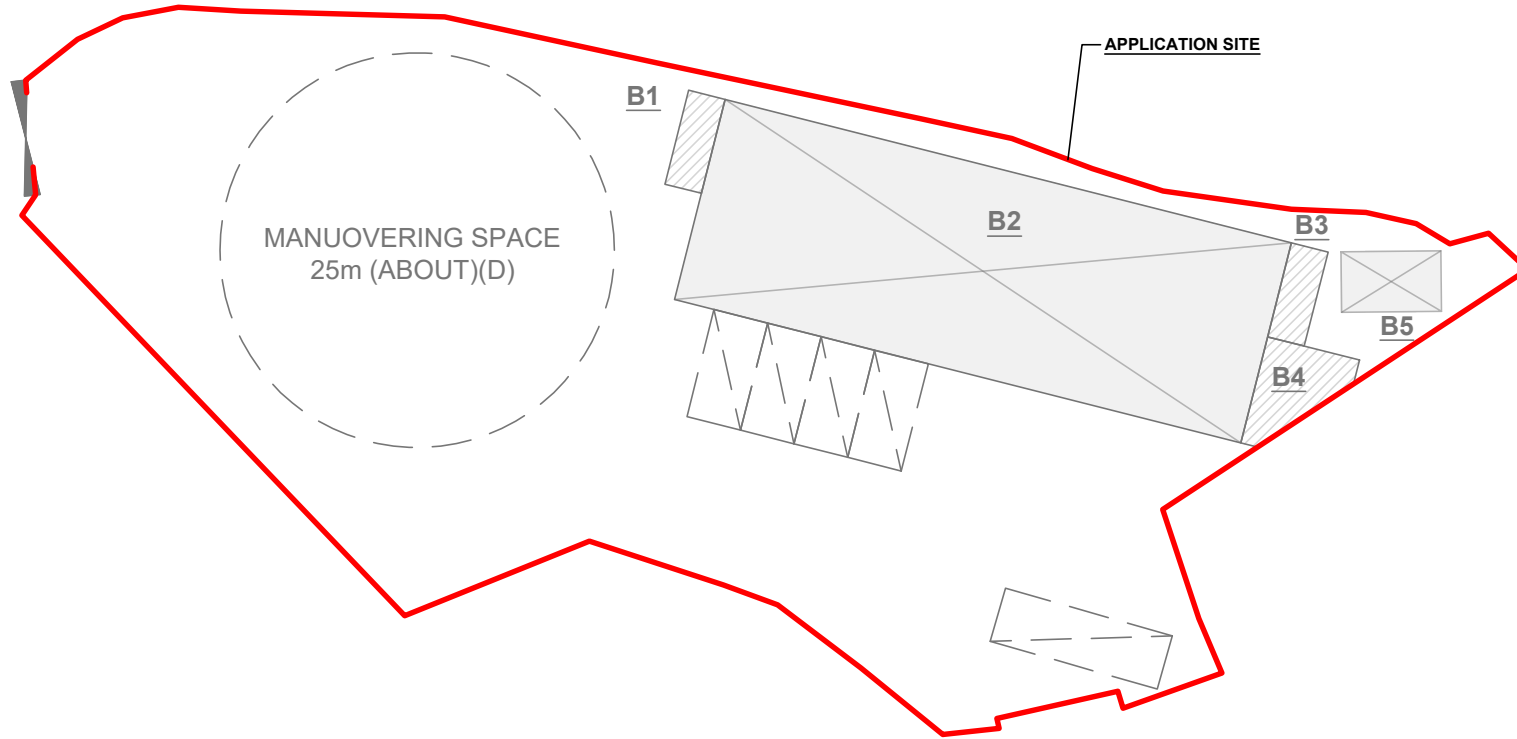 APPLICATION SITE
B1
B2
B3
MANUOVERING SPACE
25m (ABOUT)(D)
B5
B4